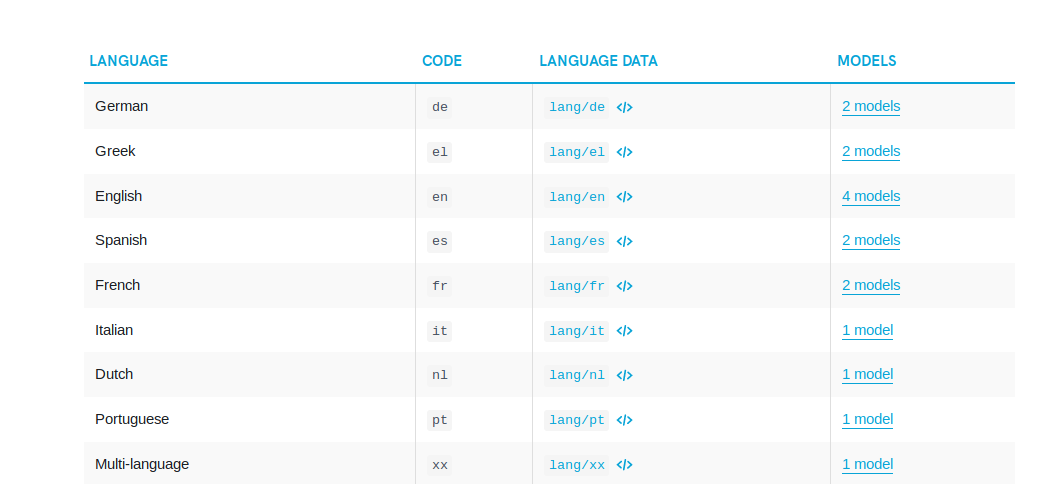 LANGUAGE CODE LANGUAGE DATA MODELS
German de lang/de </> 2 models
Greek el lang/el </> 2 models
English en lang/en </> 4 models
Spanish es lang/es </> 2 models
French fr lang/fr </> 2 models
Italian it lang/it </> 1 model
Dutch nl lang/nl </> 1 model
Portuguese pt lang/pt </> 1 model
Multi-language xx lang/xx </> 1 model